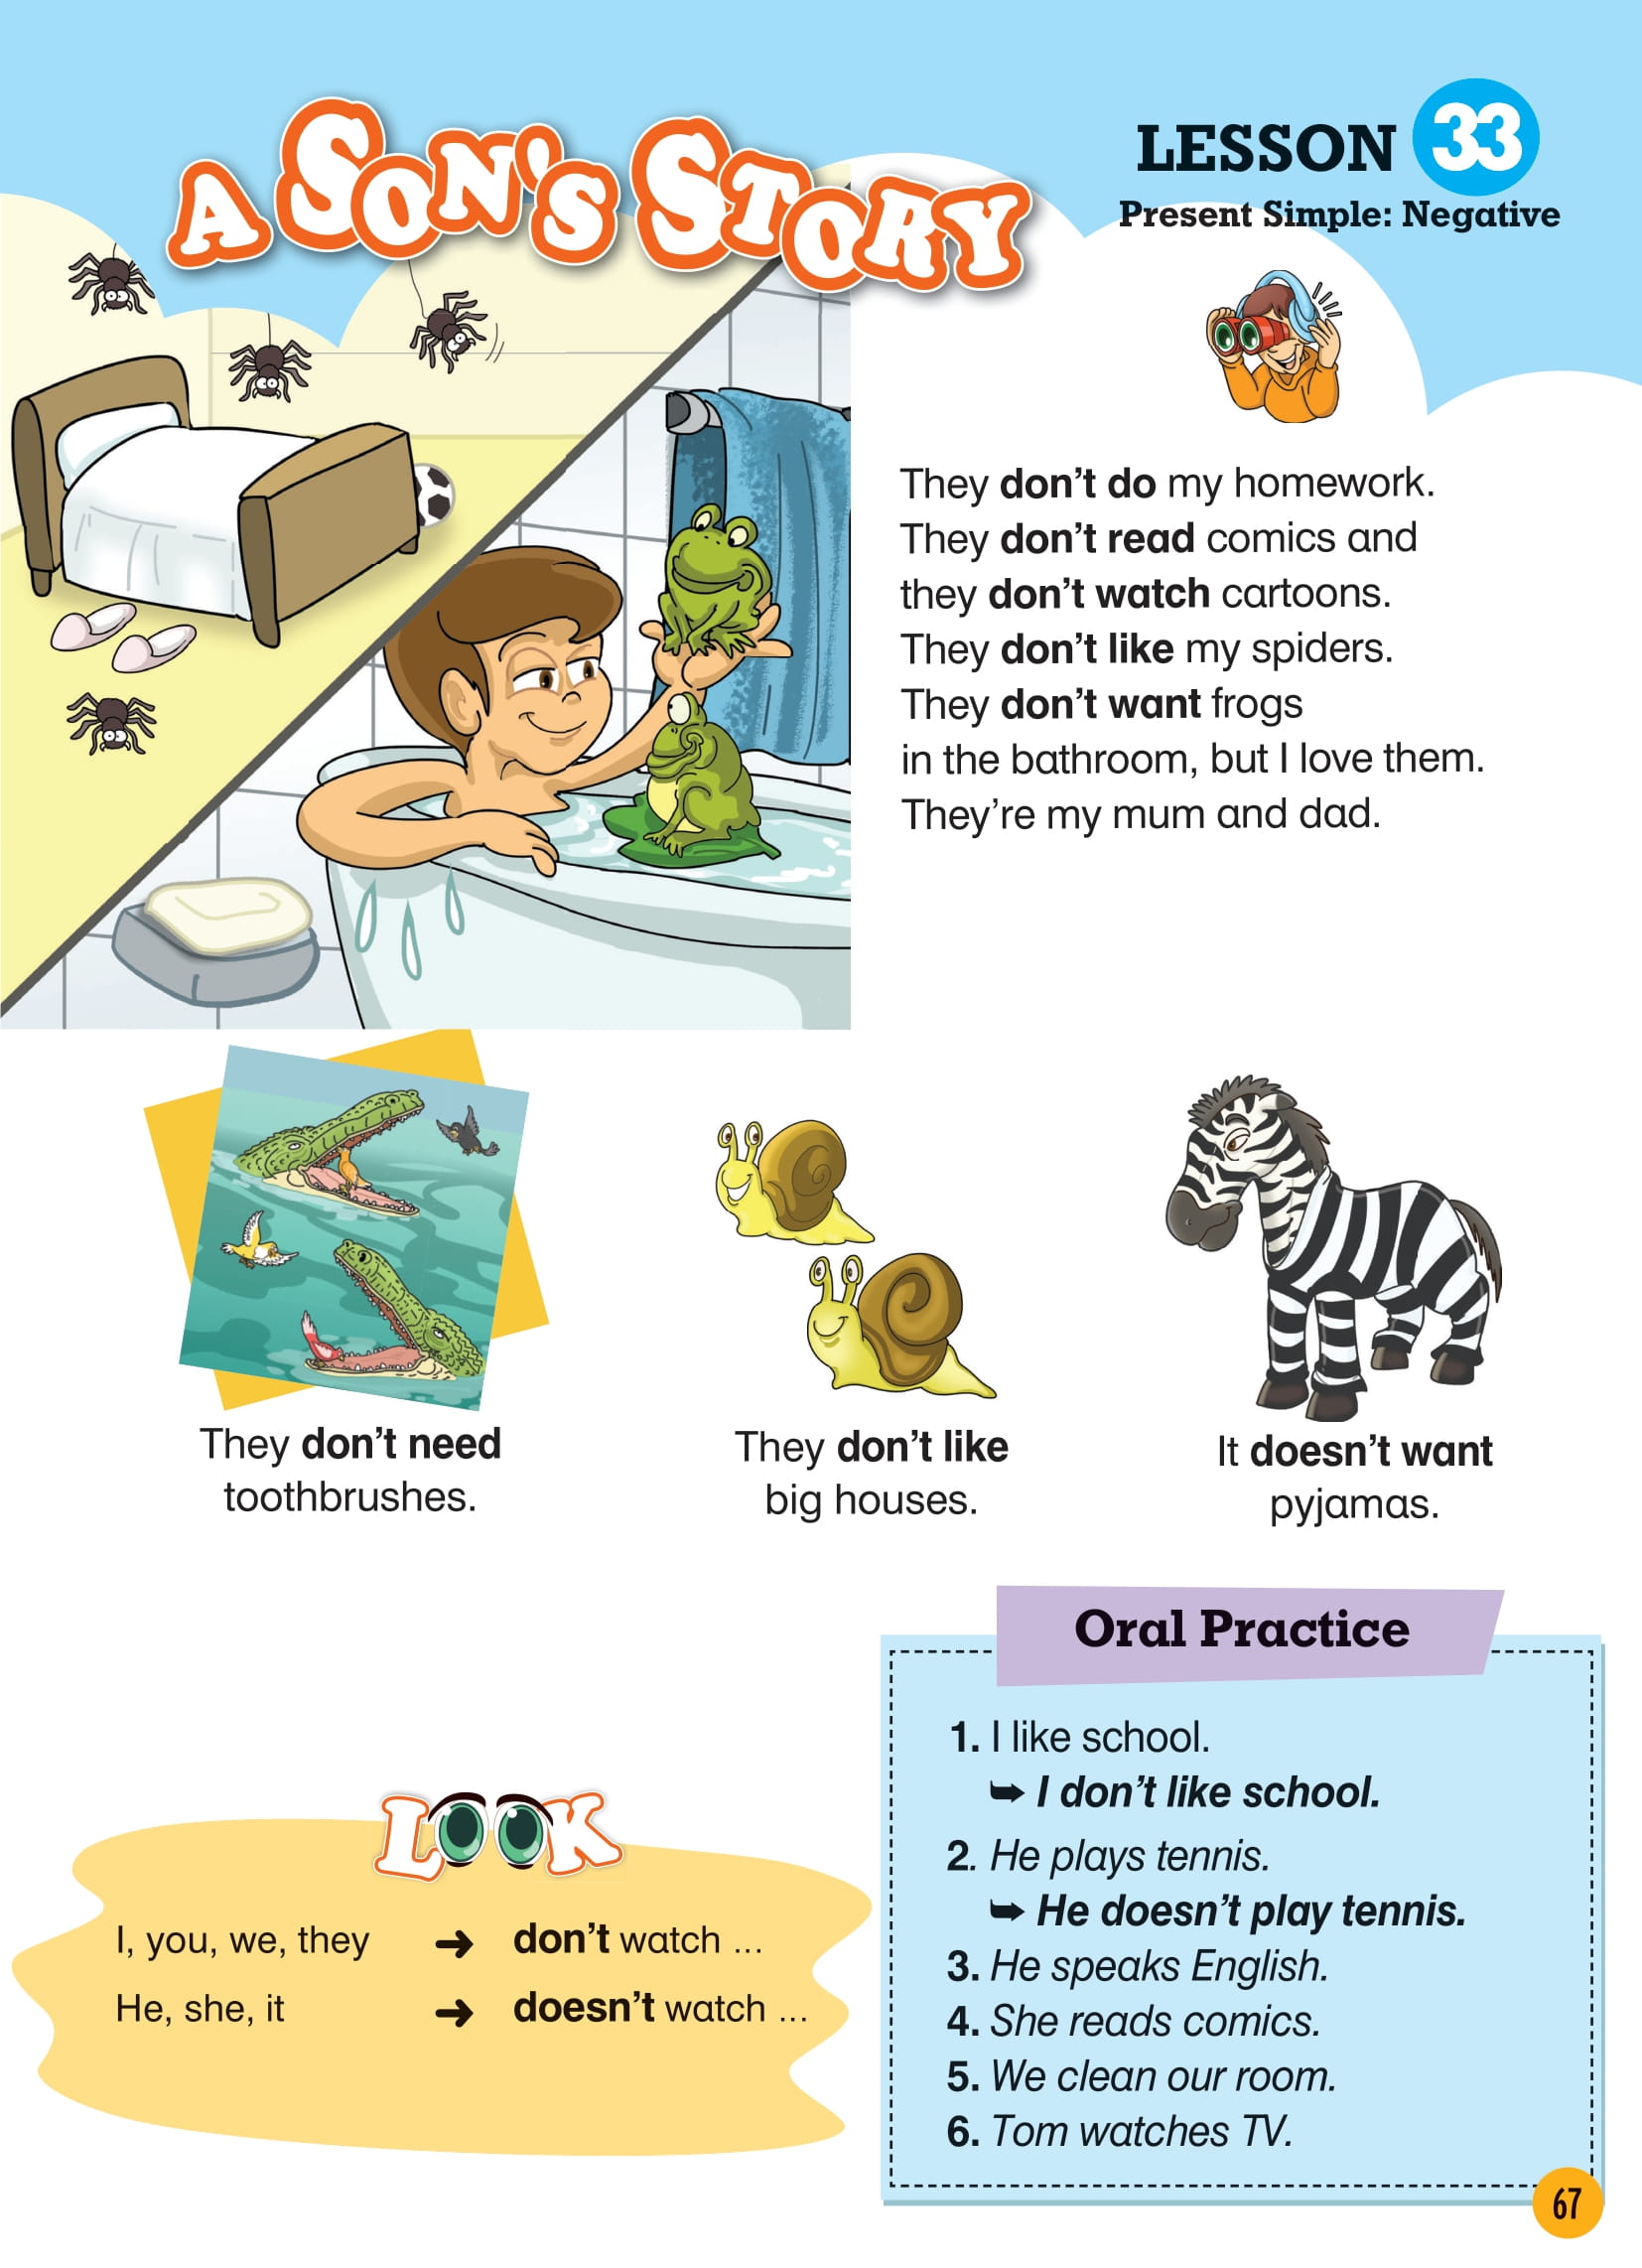 A SON'S STORY
LESSON 33
Present Simple: Negative
They don't do my homework.
They don't read comics and
they don't watch cartoons.
They don't like my spiders.
They don't want frogs
in the bathroom, but I love them.
They're my mum and dad.
They don't need
toothbrushes.
They don't like
big houses.
It doesn't want
pyjamas.
LOOK
I, you, we, they ➜ don't watch ...
He, she, it ➜ doesn't watch ...
Oral Practice
1. I like school.
➥ I don't like school.
2. He plays tennis.
➥ He doesn't play tennis.
3. He speaks English.
4. She reads comics.
5. We clean our room.
6. Tom watches TV.
67